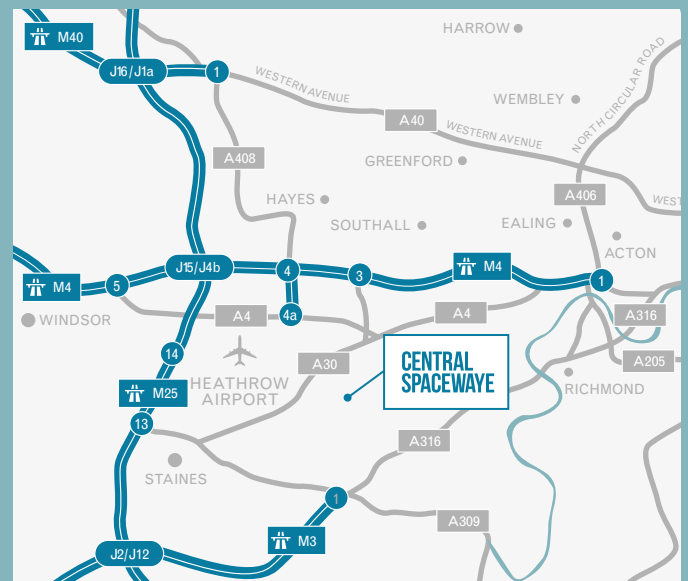 HARROW
M40
J16/J1a
1
WESTERN AVENUE
NORTH CIRCULAR ROAD
WEMBLEY
A40
WESTERN AVENUE
A408
GREENFORD
A406
HAYES
WEST
SOUTHALL
EALING
ACTON
J15/J4b
4
3
M4
1
M4
5
A4
4a
A4
A316
WINDSOR
14
HEATHROW
AIRPORT
A30
CENTRAL
SPACEWAYE
A205
RICHMOND
M25
13
A316
STAINES
1
A309
M3
J2/J12